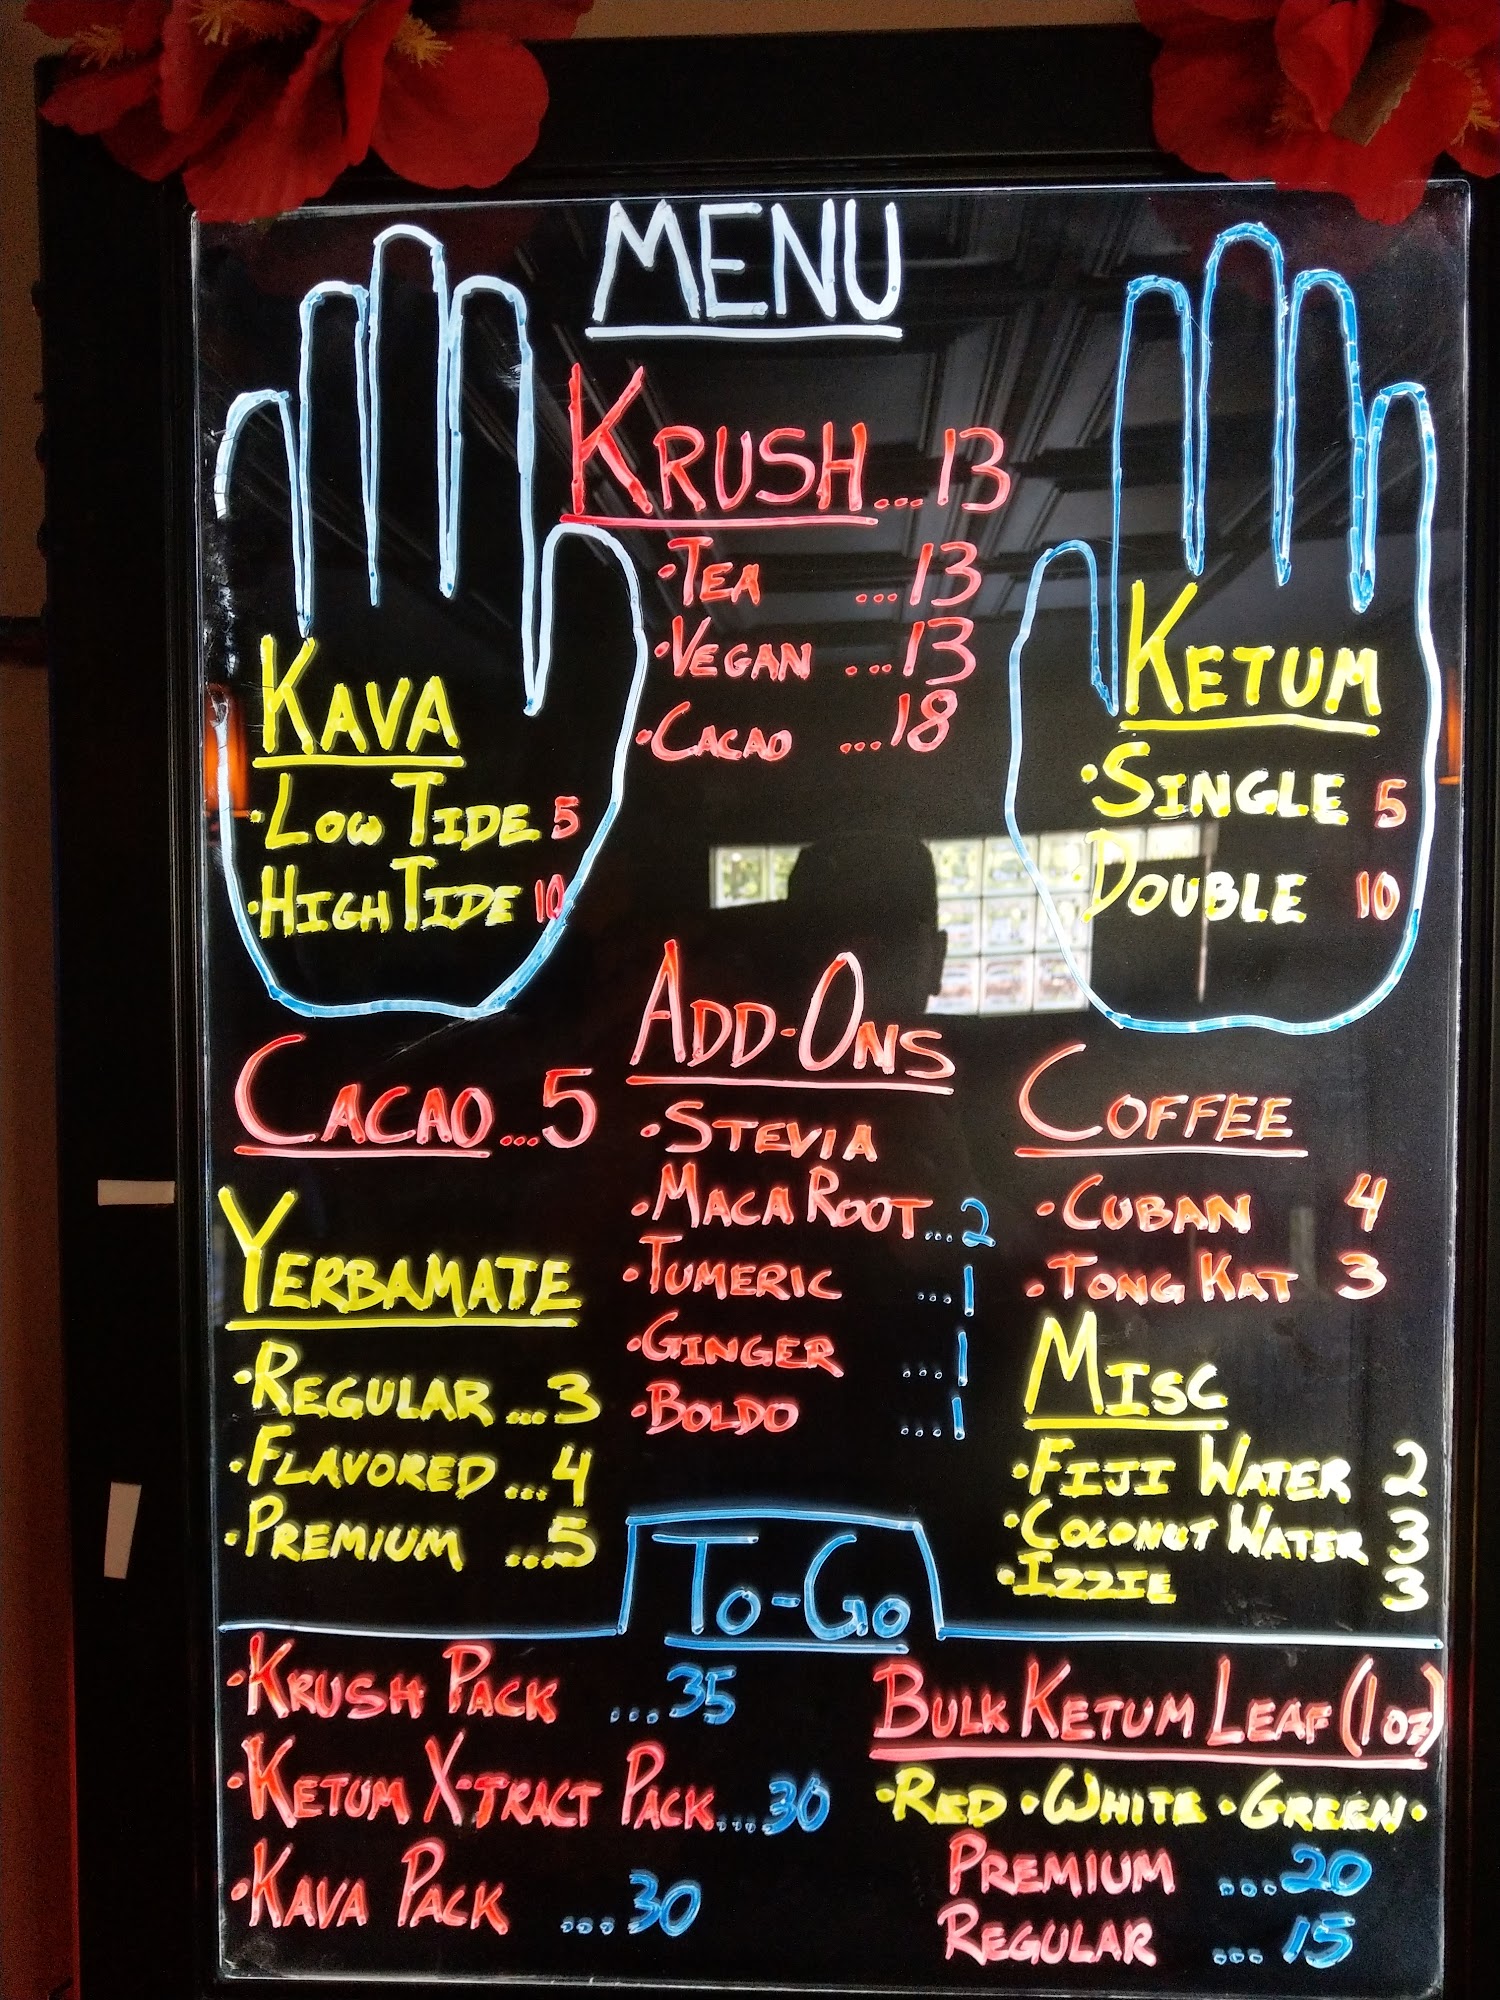 MENU
KRUSH...13
·TEA ...13
·VEGAN ...13
·CACAO ...18
KAVA
·LOW TIDE 5
·HIGH TIDE 10
KETUM
·SINGLE 5
·DOUBLE 10
CACAO...5
YERBAMATE
·REGULAR...3
·FLAVORED...4
·PREMIUM ...5
ADD-ONS
·STEVIA
·MACA ROOT...2
·TUMERIC ...1
·GINGER ...1
·BOLDO ...1
COFFEE
·CUBAN 4
·TONG KAT 3
MISC
·FIJI WATER 2
·COCONUT WATER 3
·IZZIE 3
TO-GO
·KRUSH PACK ...35
·KETUM X-TRACT PACK...30
·KAVA PACK ...30
BULK KETUM LEAF (1oz)
·RED ·WHITE ·GREEN·
PREMIUM ...20
REGULAR ...15